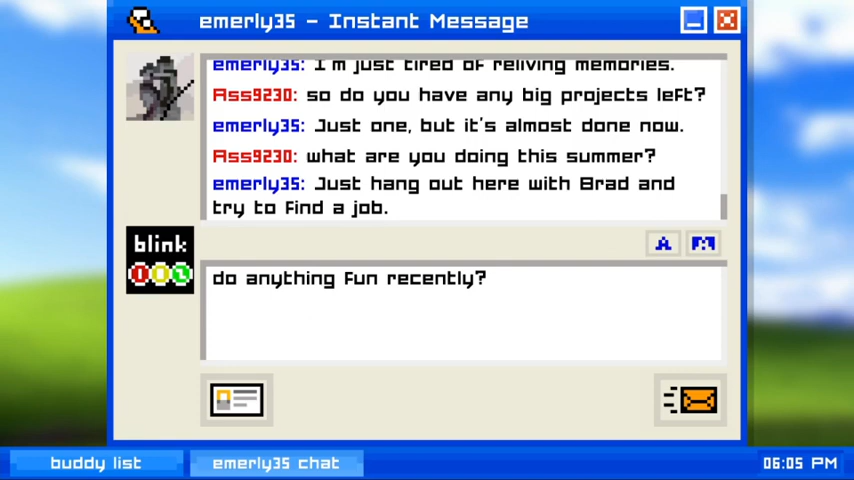 emerly35 - Instant Message
emerly35: I'm just tired of reliving memories.
Ass9230: so do you have any big projects left?
emerly35: Just one, but it's almost done now.
Ass9230: what are you doing this summer?
emerly35: Just hang out here with Brad and
try to find a job.
blink
182
A
do anything fun recently?
buddy list
emerly35 chat
06:05 PM